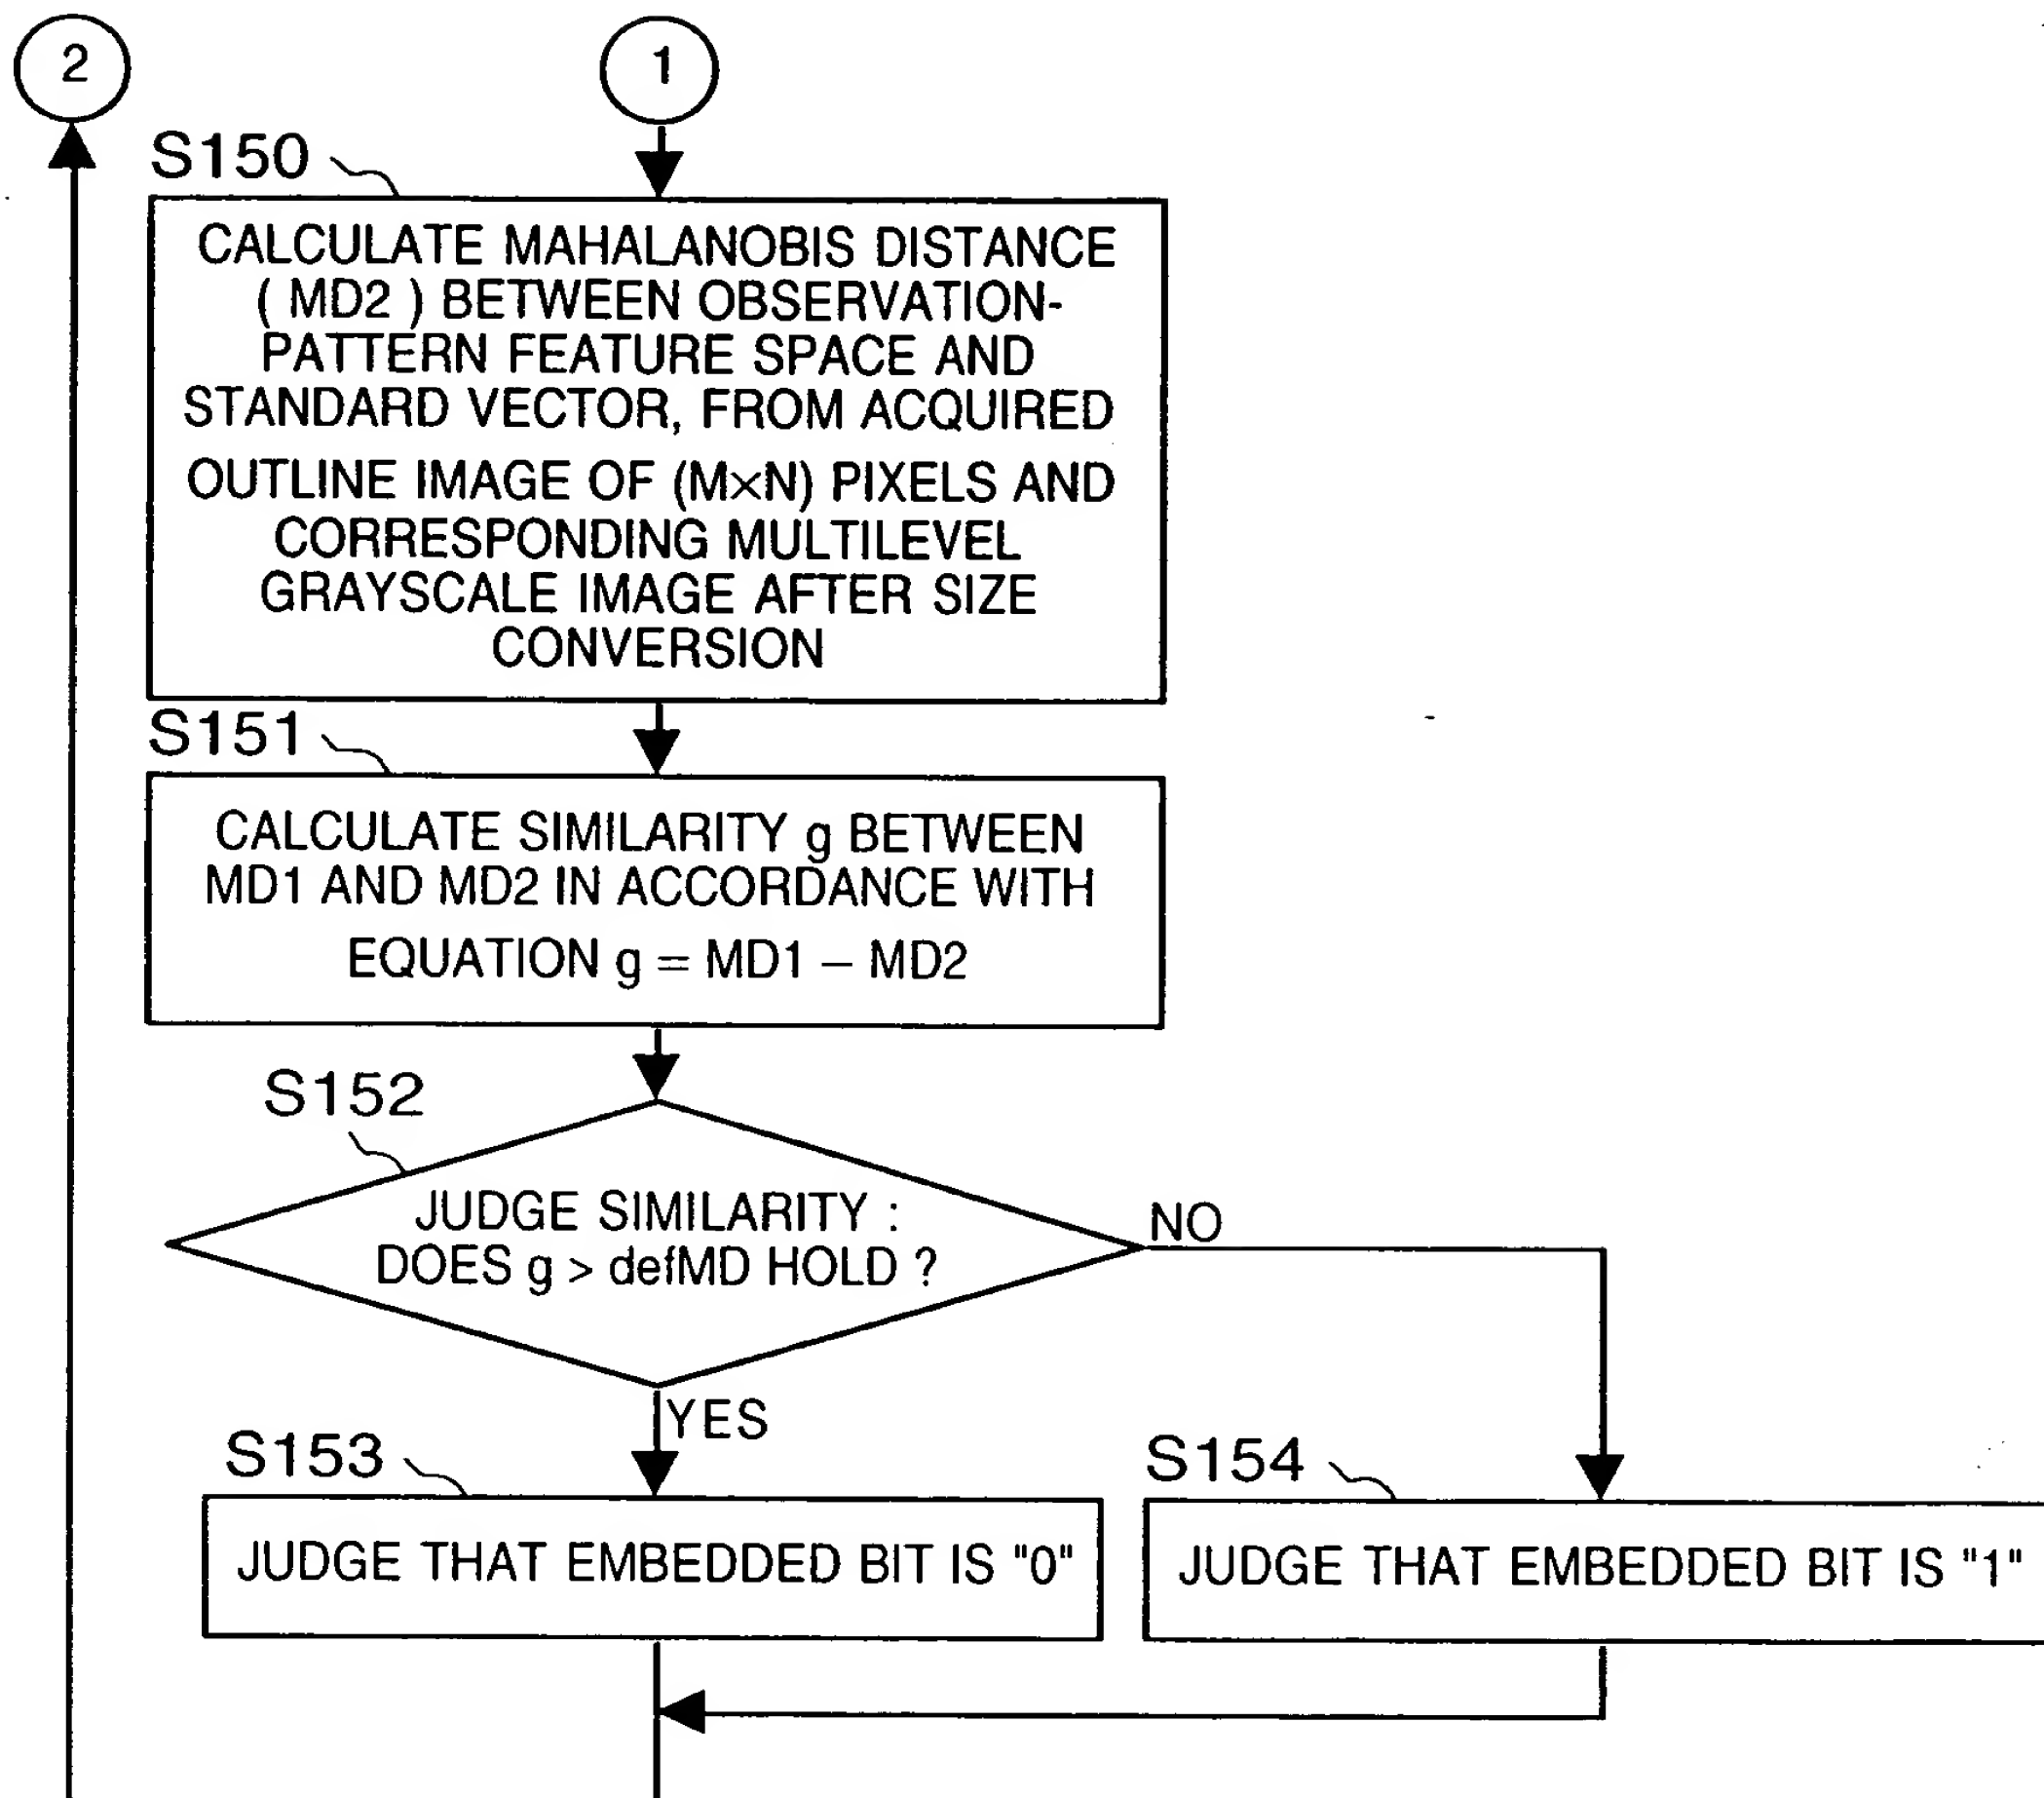 2
1
S150
CALCULATE MAHALANOBIS DISTANCE
( MD2 ) BETWEEN OBSERVATION-
PATTERN FEATURE SPACE AND
STANDARD VECTOR, FROM ACQUIRED
OUTLINE IMAGE OF (M×N) PIXELS AND
CORRESPONDING MULTILEVEL
GRAYSCALE IMAGE AFTER SIZE
CONVERSION
S151
CALCULATE SIMILARITY g BETWEEN
MD1 AND MD2 IN ACCORDANCE WITH
EQUATION g = MD1 – MD2
S152
JUDGE SIMILARITY :
DOES g > defMD HOLD ?
NO
YES
S153
JUDGE THAT EMBEDDED BIT IS "0"
S154
JUDGE THAT EMBEDDED BIT IS "1"